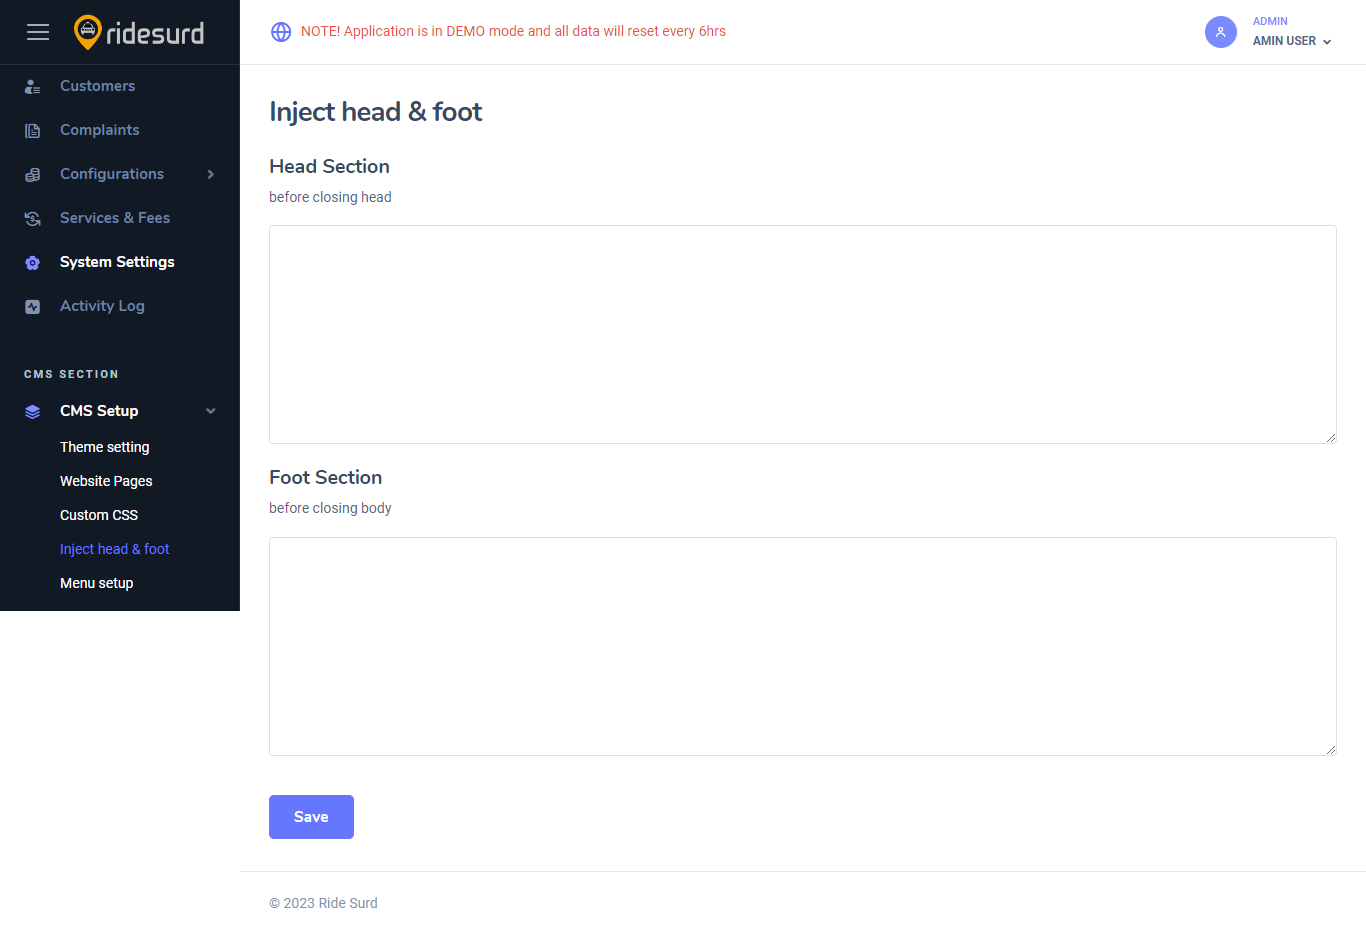 ridesurd
NOTE! Application is in DEMO mode and all data will reset every 6hrs
ADMIN
AMIN USER
Customers
Complaints
Configurations
Services & Fees
System Settings
Activity Log
CMS SECTION
CMS Setup
Theme setting
Website Pages
Custom CSS
Inject head & foot
Menu setup
Inject head & foot
Head Section
before closing head
Foot Section
before closing body
Save
© 2023 Ride Surd